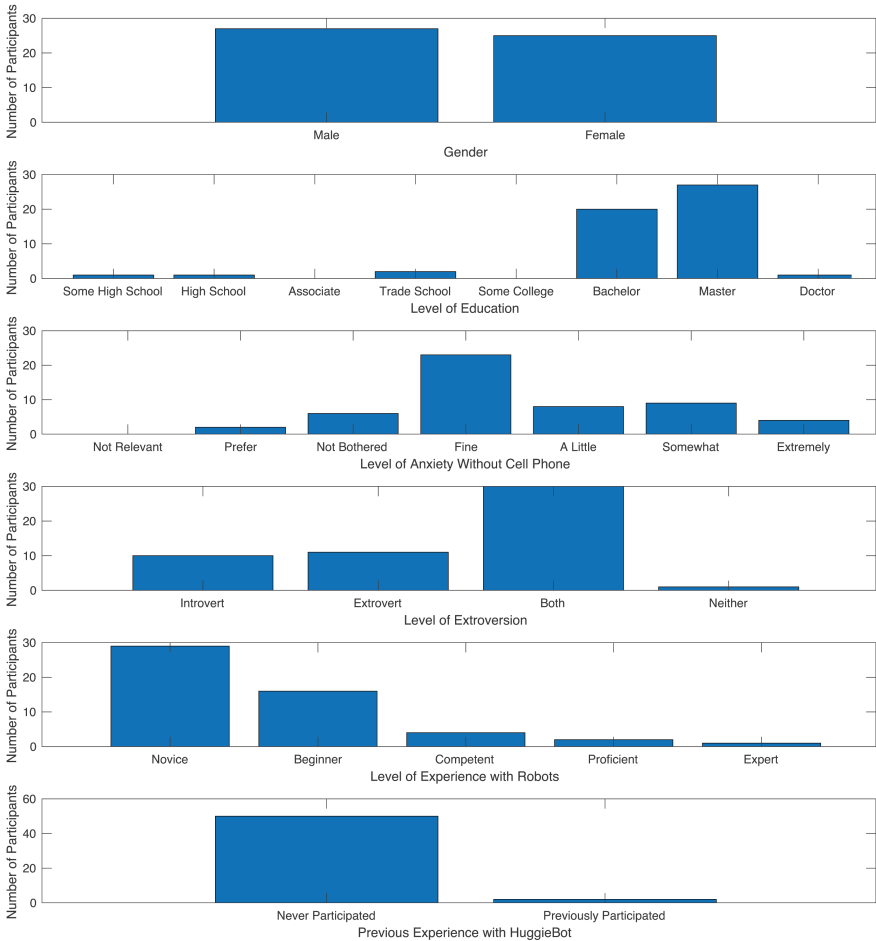 Number of Participants
30
20
10
0
Male Female
Gender
Number of Participants
30
20
10
0
Some High School High School Associate Trade School Some College Bachelor Master Doctor
Level of Education
Number of Participants
30
20
10
0
Not Relevant Prefer Not Bothered Fine A Little Somewhat Extremely
Level of Anxiety Without Cell Phone
Number of Participants
30
20
10
0
Introvert Extrovert Both Neither
Level of Extroversion
Number of Participants
30
20
10
0
Novice Beginner Competent Proficient Expert
Level of Experience with Robots
Number of Participants
60
40
20
0
Never Participated Previously Participated
Previous Experience with HuggieBot